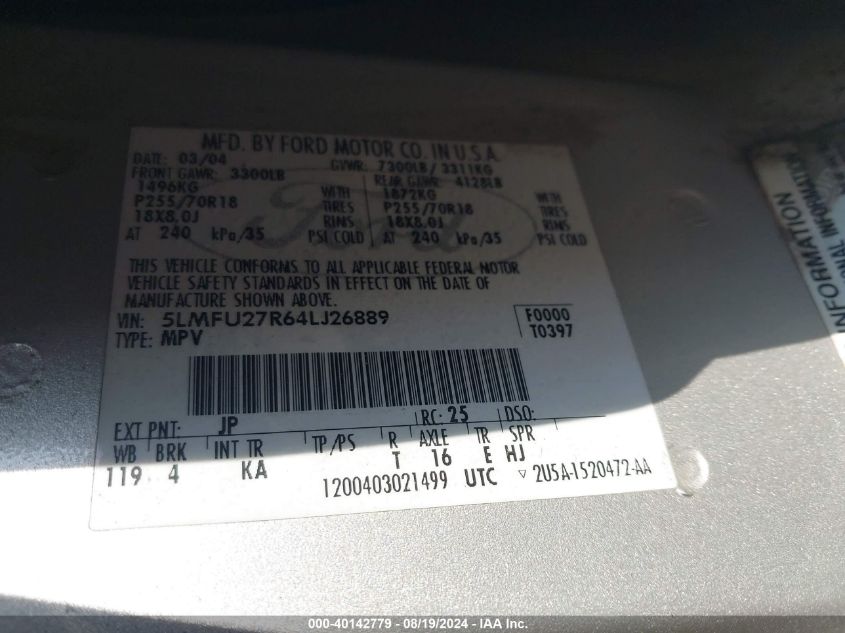 MFD. BY FORD MOTOR CO. IN U.S.A.
DATE: 03/04 GVWR: 7300LB / 3311KG
FRONT GAWR: 3300LB REAR GAWR: 4128LB
1496KG WITH 1872KG WITH
P255/70R18 TIRES P255/70R18 TIRES
18X8.0J RIMS 18X8.0J RIMS
AT 240 kPa/35 PSI COLD AT 240 kPa/35 PSI COLD
Ford
THIS VEHICLE CONFORMS TO ALL APPLICABLE FEDERAL MOTOR
VEHICLE SAFETY STANDARDS IN EFFECT ON THE DATE OF
MANUFACTURE SHOWN ABOVE.
VIN: 5LMFU27R64LJ26889 F0000
TYPE: MPV T0397
EXT PNT: JP RC: 25 DSO:
WB BRK INT TR TP/PS R AXLE TR SPR
119 4 KA T 16 E HJ
1200403021499 UTC ▽ 2U5A-1520472-AA
INFORMATION
ONAL INFORMATION
000-40142779 - 08/19/2024 - IAA Inc.